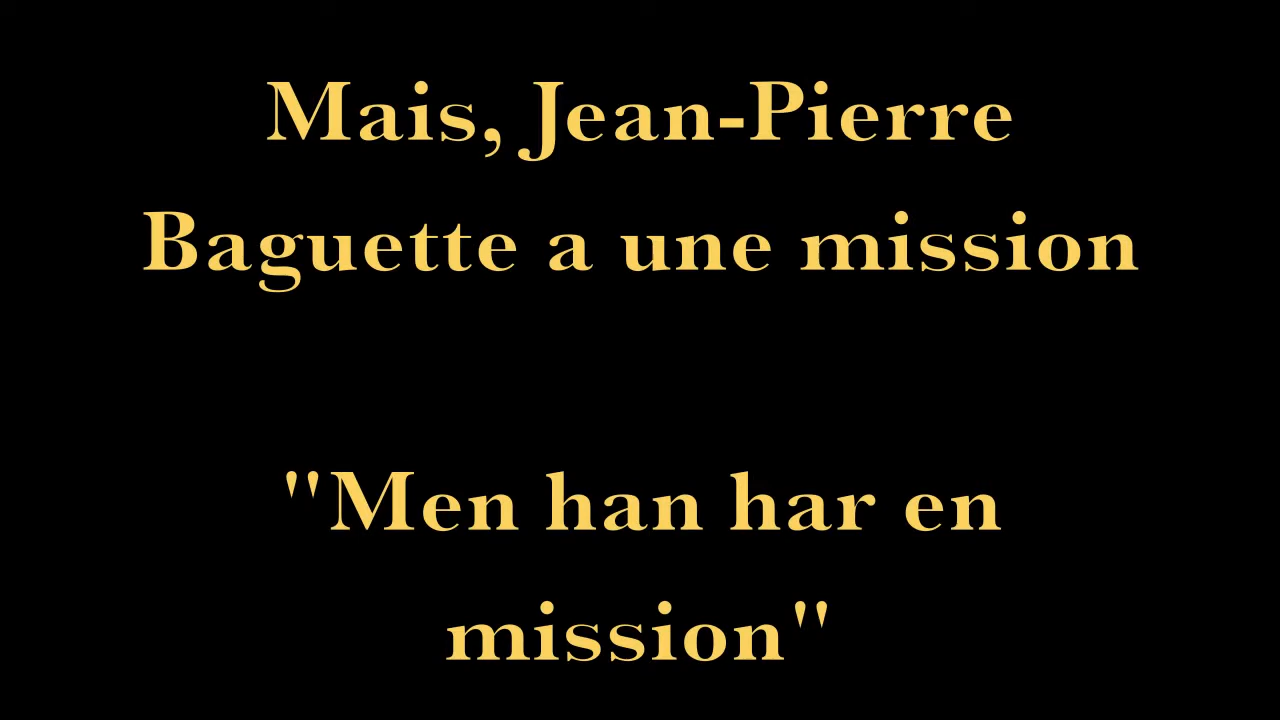 Mais, Jean-Pierre
Baguette a une mission
"Men han har en
mission"